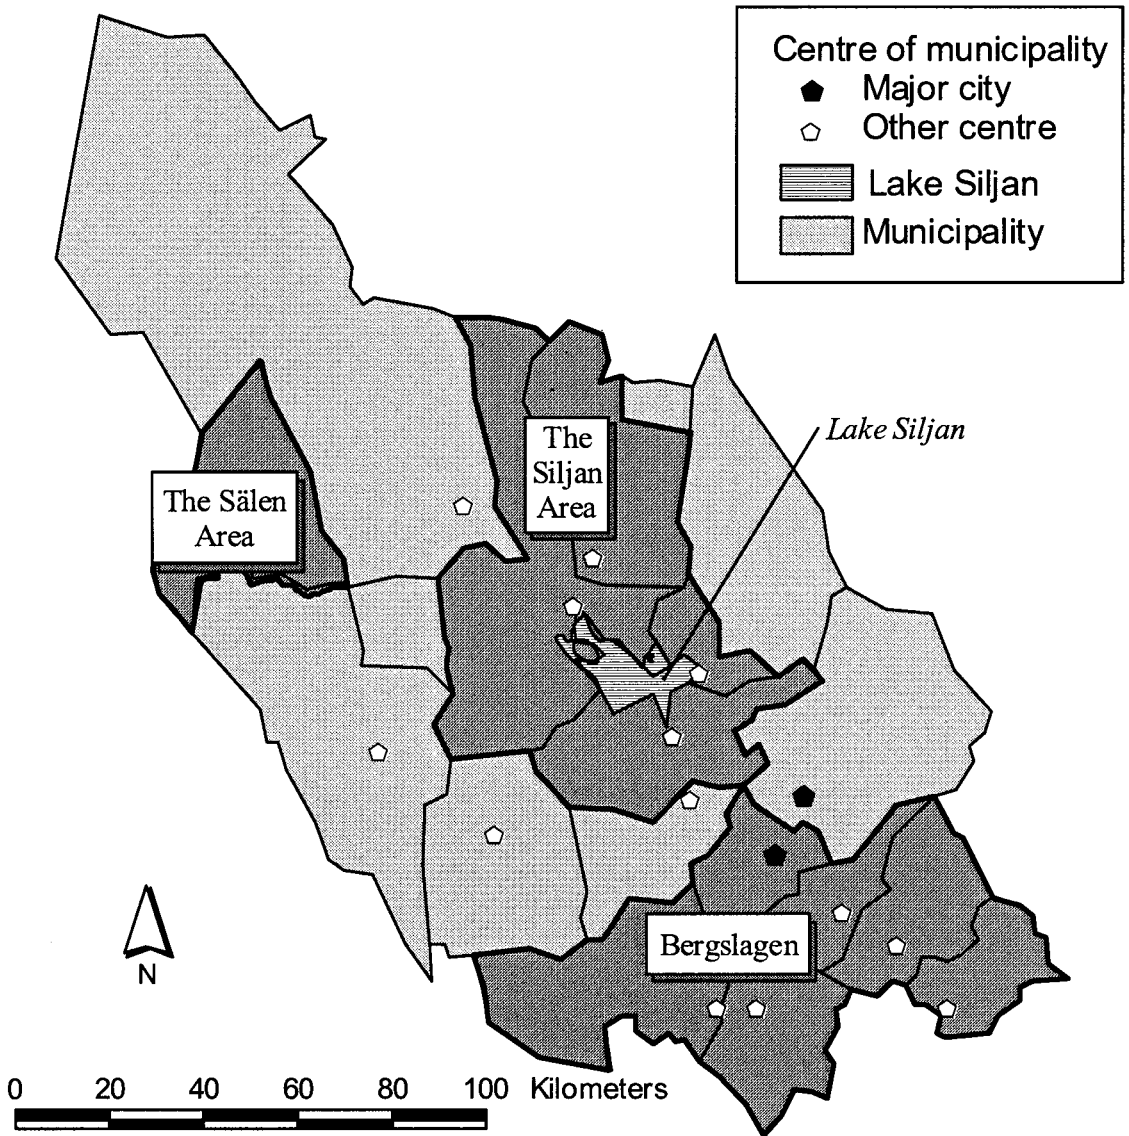 Centre of municipality
Major city
Other centre
Lake Siljan
Municipality
Lake Siljan
The
Siljan
Area
The Sälen
Area
Bergslagen
N
0 20 40 60 80 100 Kilometers